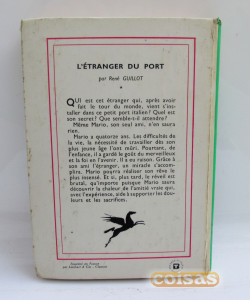 L'ÉTRANGER DU PORT
par René GUILLOT
*
QUI est cet étranger qui, après avoir
fait le tour du monde, vient s'ins-
taller dans ce petit port italien? Quel est
son secret? Que semble-t-il attendre?
Même Mario, son seul ami, n'en saura
rien.
Mario a quatorze ans. Les difficultés de
la vie, la nécessité de travailler dès son
plus jeune âge l'ont mûri. Pourtant, de
l'enfance, il a gardé le goût du merveilleux
et la foi en l'avenir. Il a eu raison. Grâce à
son ami l'étranger, un miracle s'accom-
plira. Mario pourra réaliser son rêve le
plus insensé. Et si, plus tard, le réveil est
brutal, qu'importe puisque Mario saura
découvrir la chaleur de l'amitié vraie qui,
avec l'expérience, aide à supporter les dou-
leurs et les sacrifices.
coisas